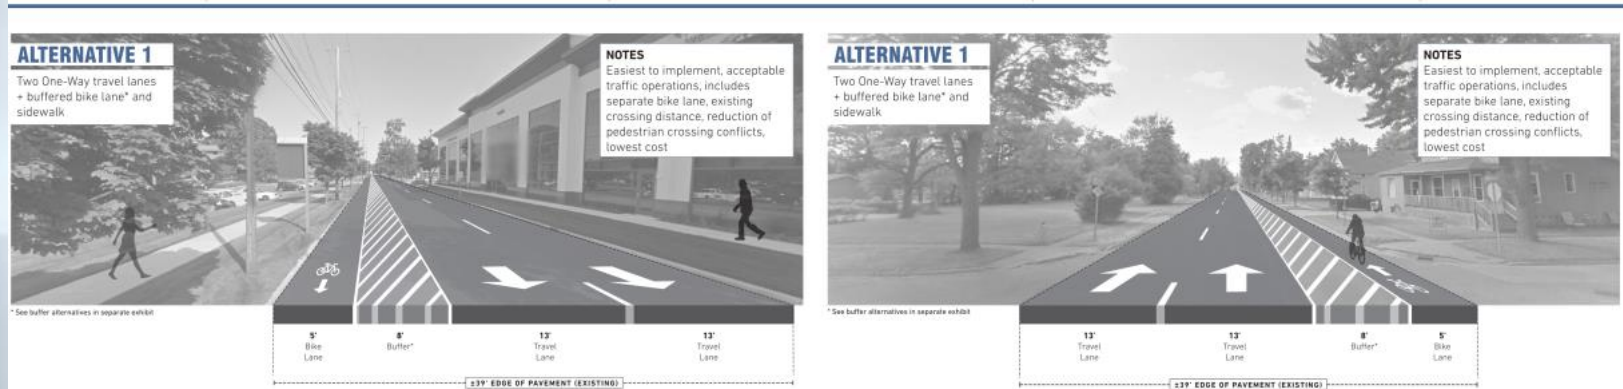 ALTERNATIVE 1
Two One-Way travel lanes
+ buffered bike lane* and
sidewalk
NOTES
Easiest to implement, acceptable
traffic operations, includes
separate bike lane, existing
crossing distance, reduction of
pedestrian crossing conflicts,
lowest cost
* See buffer alternatives in separate exhibit
5'
Bike
Lane
8'
Buffer*
13'
Travel
Lane
13'
Travel
Lane
±39' EDGE OF PAVEMENT (EXISTING)
ALTERNATIVE 1
Two One-Way travel lanes
+ buffered bike lane* and
sidewalk
NOTES
Easiest to implement, acceptable
traffic operations, includes
separate bike lane, existing
crossing distance, reduction of
pedestrian crossing conflicts,
lowest cost
* See buffer alternatives in separate exhibit
13'
Travel
Lane
13'
Travel
Lane
8'
Buffer*
5'
Bike
Lane
±39' EDGE OF PAVEMENT (EXISTING)